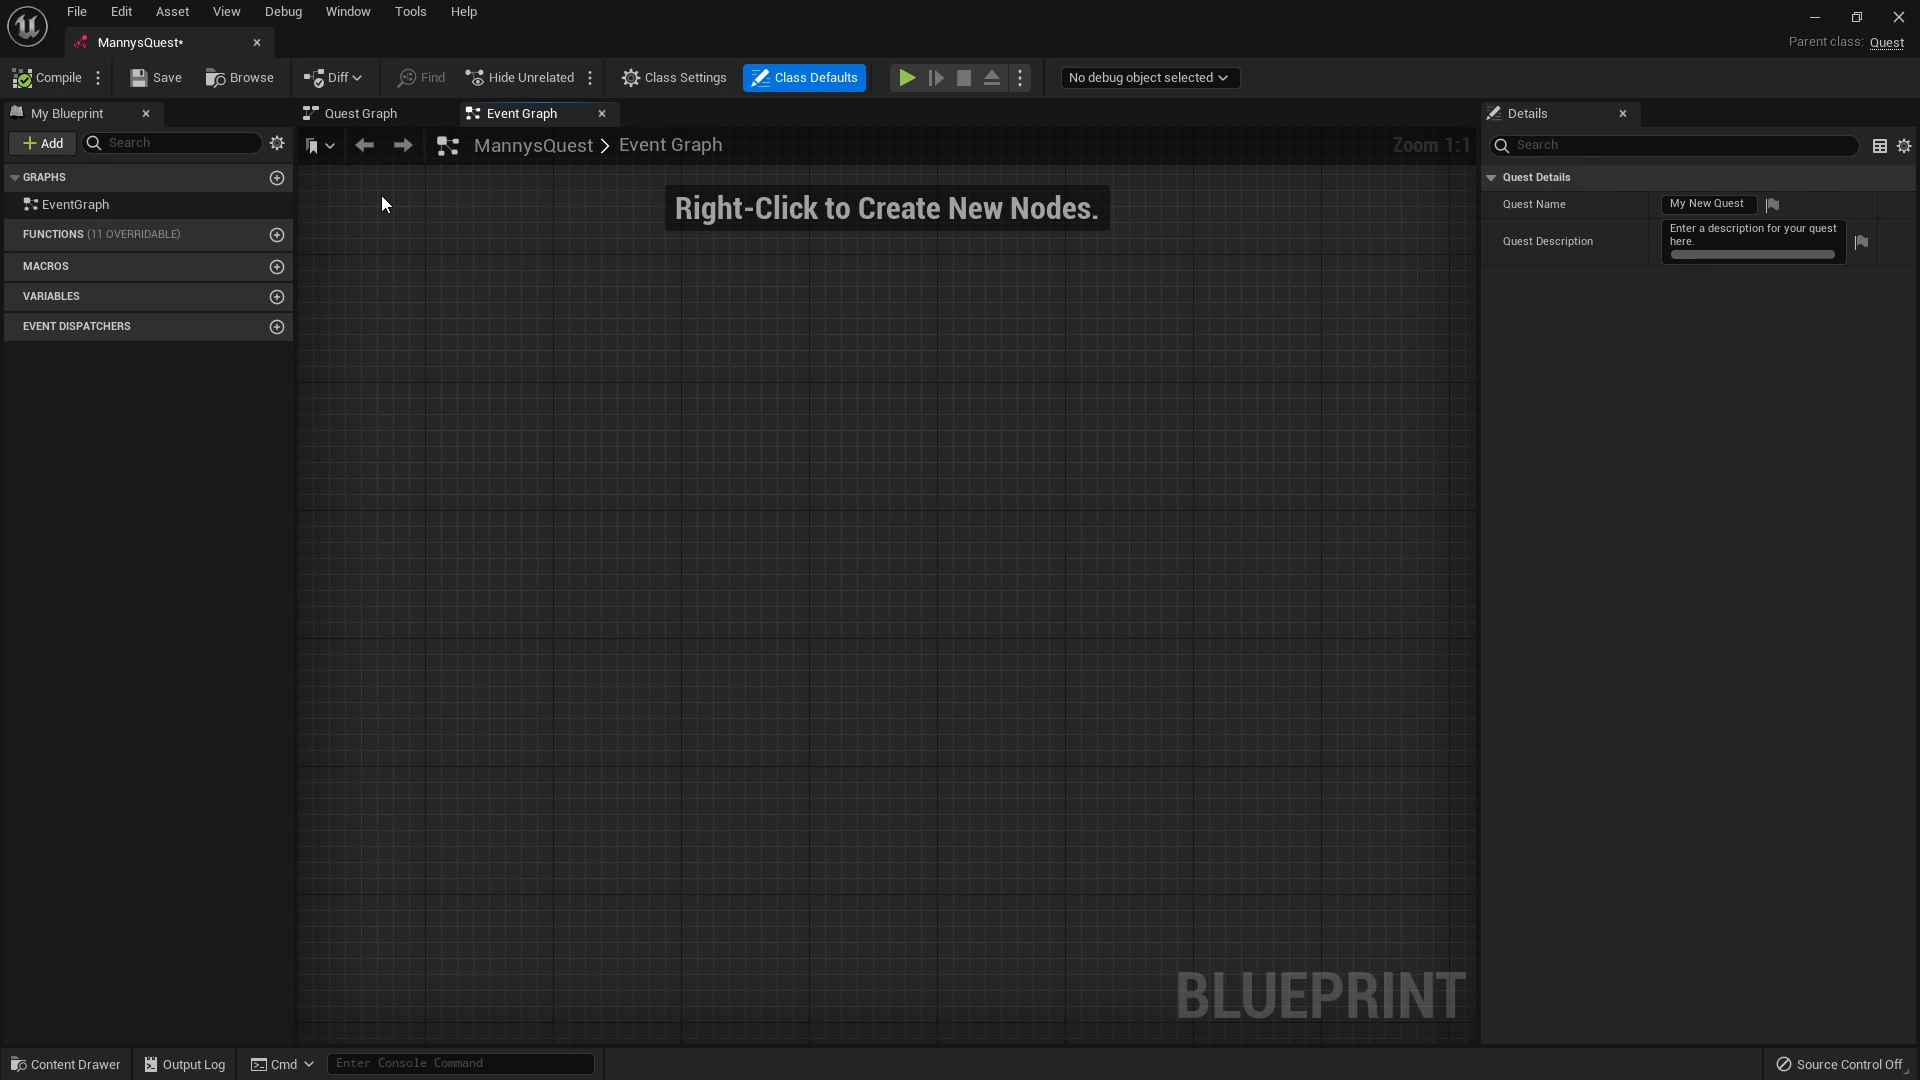 File Edit Asset View Debug Window Tools Help
MannysQuest*
Parent class: Quest
Compile Save Browse Diff Find Hide Unrelated Class Settings Class Defaults No debug object selected
My Blueprint Quest Graph Event Graph Details
Add Search MannysQuest > Event Graph Zoom 1:1 Search
GRAPHS
EventGraph
FUNCTIONS (11 OVERRIDABLE)
MACROS
VARIABLES
EVENT DISPATCHERS
Right-Click to Create New Nodes.
BLUEPRINT
Quest Details
Quest Name My New Quest
Quest Description Enter a description for your quest
here.
Content Drawer Output Log Cmd Enter Console Command Source Control Off